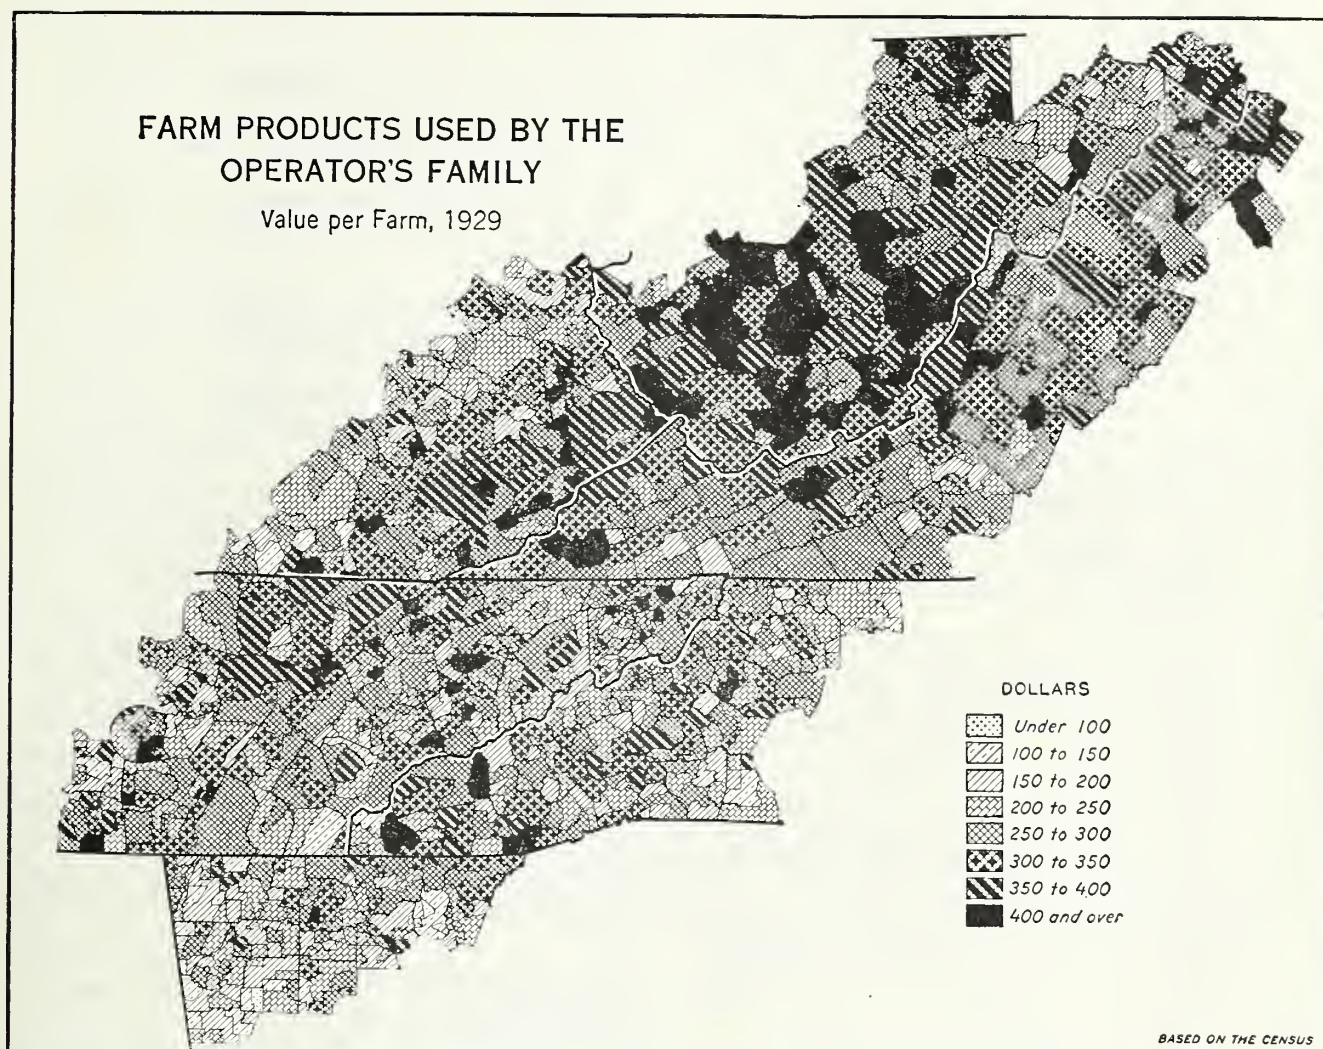 FARM PRODUCTS USED BY THE
OPERATOR'S FAMILY
Value per Farm, 1929
DOLLARS
Under 100
100 to 150
150 to 200
200 to 250
250 to 300
300 to 350
350 to 400
400 and over
BASED ON THE CENSUS